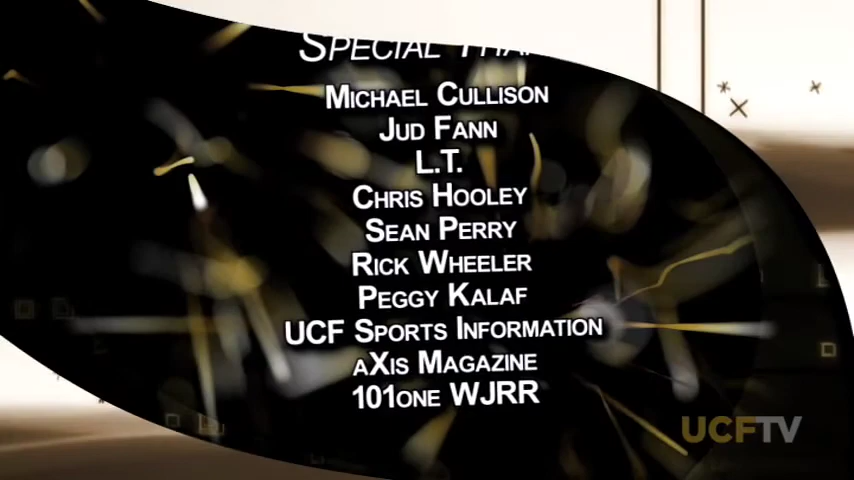 SPECIAL
MICHAEL CULLISON
JUD FANN
L.T.
CHRIS HOOLEY
SEAN PERRY
RICK WHEELER
PEGGY KALAF
UCF SPORTS INFORMATION
AXIS MAGAZINE
101ONE WJRR
UCFTV